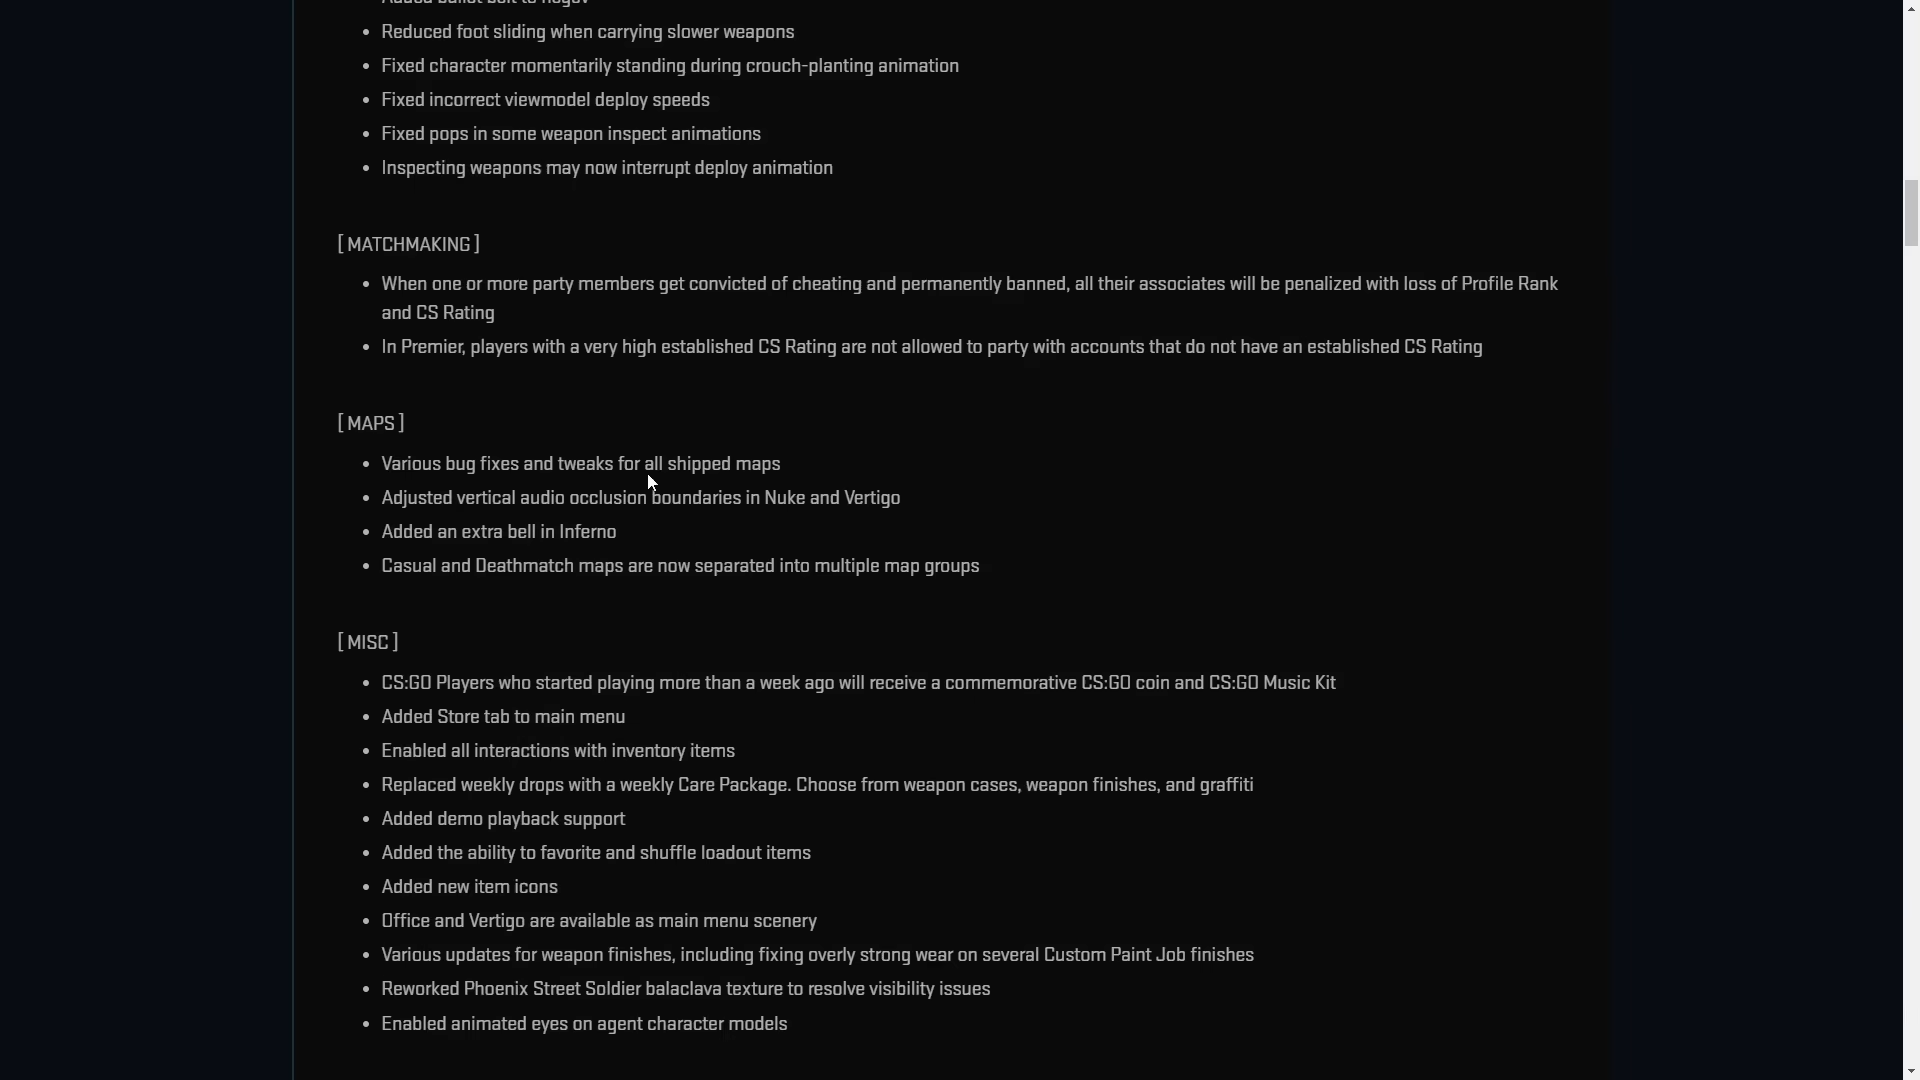 Added bullet belt to negev
• Reduced foot sliding when carrying slower weapons
• Fixed character momentarily standing during crouch-planting animation
• Fixed incorrect viewmodel deploy speeds
• Fixed pops in some weapon inspect animations
• Inspecting weapons may now interrupt deploy animation
[ MATCHMAKING ]
• When one or more party members get convicted of cheating and permanently banned, all their associates will be penalized with loss of Profile Rank
and CS Rating
• In Premier, players with a very high established CS Rating are not allowed to party with accounts that do not have an established CS Rating
[ MAPS ]
• Various bug fixes and tweaks for all shipped maps
• Adjusted vertical audio occlusion boundaries in Nuke and Vertigo
• Added an extra bell in Inferno
• Casual and Deathmatch maps are now separated into multiple map groups
[ MISC ]
• CS:GO Players who started playing more than a week ago will receive a commemorative CS:GO coin and CS:GO Music Kit
• Added Store tab to main menu
• Enabled all interactions with inventory items
• Replaced weekly drops with a weekly Care Package. Choose from weapon cases, weapon finishes, and graffiti
• Added demo playback support
• Added the ability to favorite and shuffle loadout items
• Added new item icons
• Office and Vertigo are available as main menu scenery
• Various updates for weapon finishes, including fixing overly strong wear on several Custom Paint Job finishes
• Reworked Phoenix Street Soldier balaclava texture to resolve visibility issues
• Enabled animated eyes on agent character models